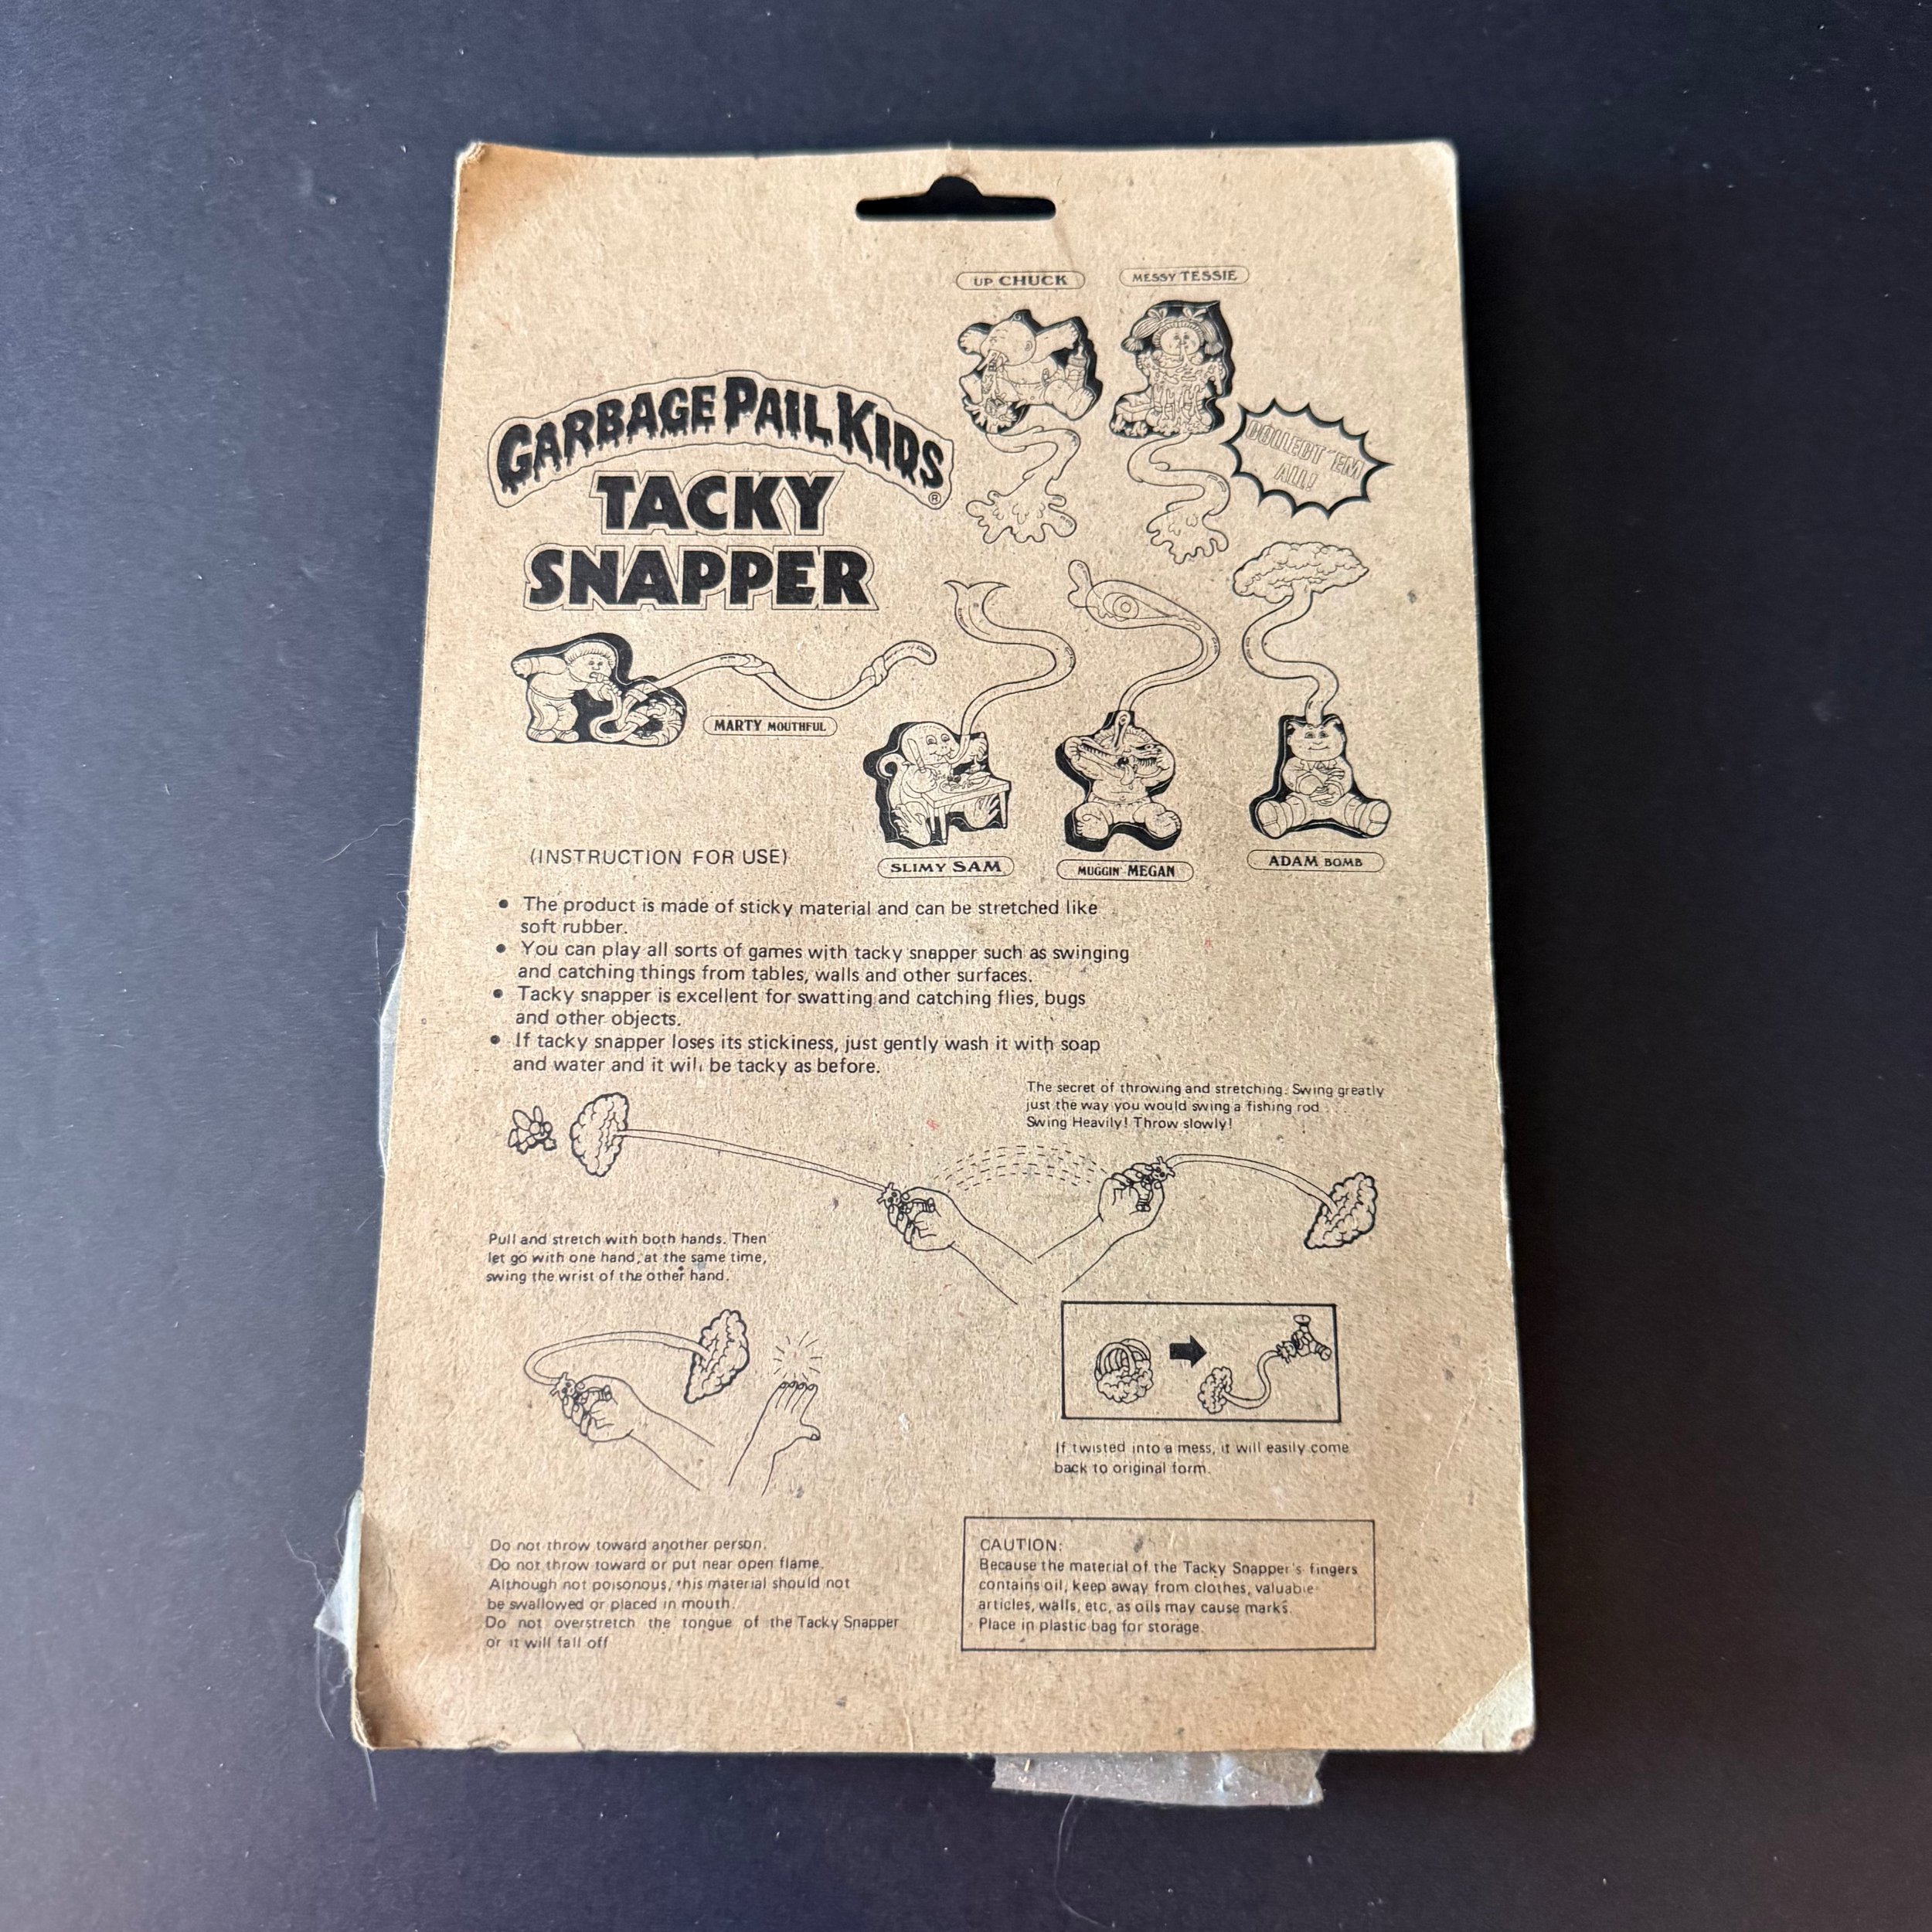 UP CHUCK
MESSY TESSIE
GARBAGE PAIL KIDS®
TACKY
SNAPPER
COLLECT 'EM
ALL!
MARTY MOUTHFUL
SLIMY SAM
MUGGIN' MEGAN
ADAM BOMB
(INSTRUCTION FOR USE)
• The product is made of sticky material and can be stretched like
soft rubber.
• You can play all sorts of games with tacky snapper such as swinging
and catching things from tables, walls and other surfaces.
• Tacky snapper is excellent for swatting and catching flies, bugs
and other objects.
• If tacky snapper loses its stickiness, just gently wash it with soap
and water and it will be tacky as before.
The secret of throwing and stretching: Swing greatly
just the way you would swing a fishing rod . . .
Swing Heavily! Throw slowly!
Pull and stretch with both hands. Then
let go with one hand, at the same time,
swing the wrist of the other hand.
If twisted into a mess, it will easily come
back to original form.
Do not throw toward another person.
Do not throw toward or put near open flame.
Although not poisonous, this material should not
be swallowed or placed in mouth.
Do not overstretch the tongue of the Tacky Snapper
or it will fall off
CAUTION:
Because the material of the Tacky Snapper's fingers
contains oil, keep away from clothes, valuable
articles, walls, etc, as oils may cause marks.
Place in plastic bag for storage.